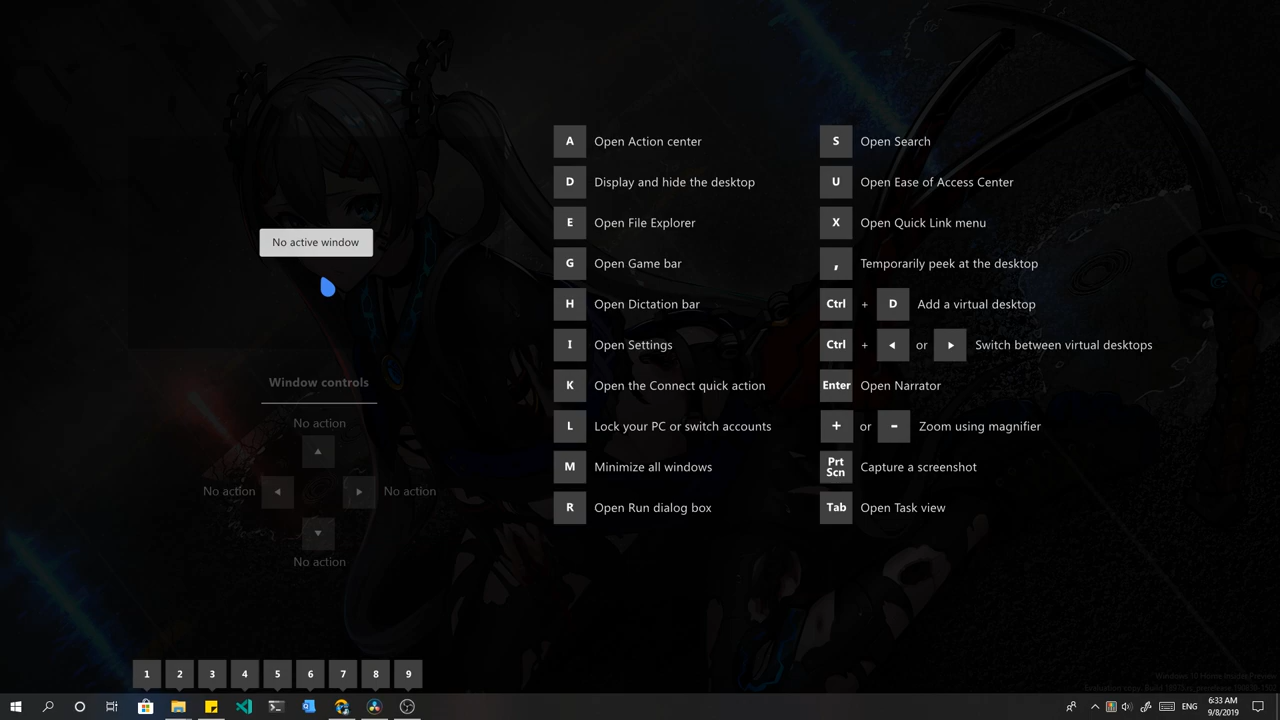 A Open Action center
D Display and hide the desktop
E Open File Explorer
G Open Game bar
H Open Dictation bar
I Open Settings
K Open the Connect quick action
L Lock your PC or switch accounts
M Minimize all windows
R Open Run dialog box
S Open Search
U Open Ease of Access Center
X Open Quick Link menu
, Temporarily peek at the desktop
Ctrl + D Add a virtual desktop
Ctrl + ◄ or ► Switch between virtual desktops
Enter Open Narrator
+ or - Zoom using magnifier
Prt
Scn Capture a screenshot
Tab Open Task view
No active window
Window controls
No action
No action No action
No action
1 2 3 4 5 6 7 8 9
Windows 10 Home Insider Preview
Evaluation copy. Build
ENG
6:33 AM
9/8/2019